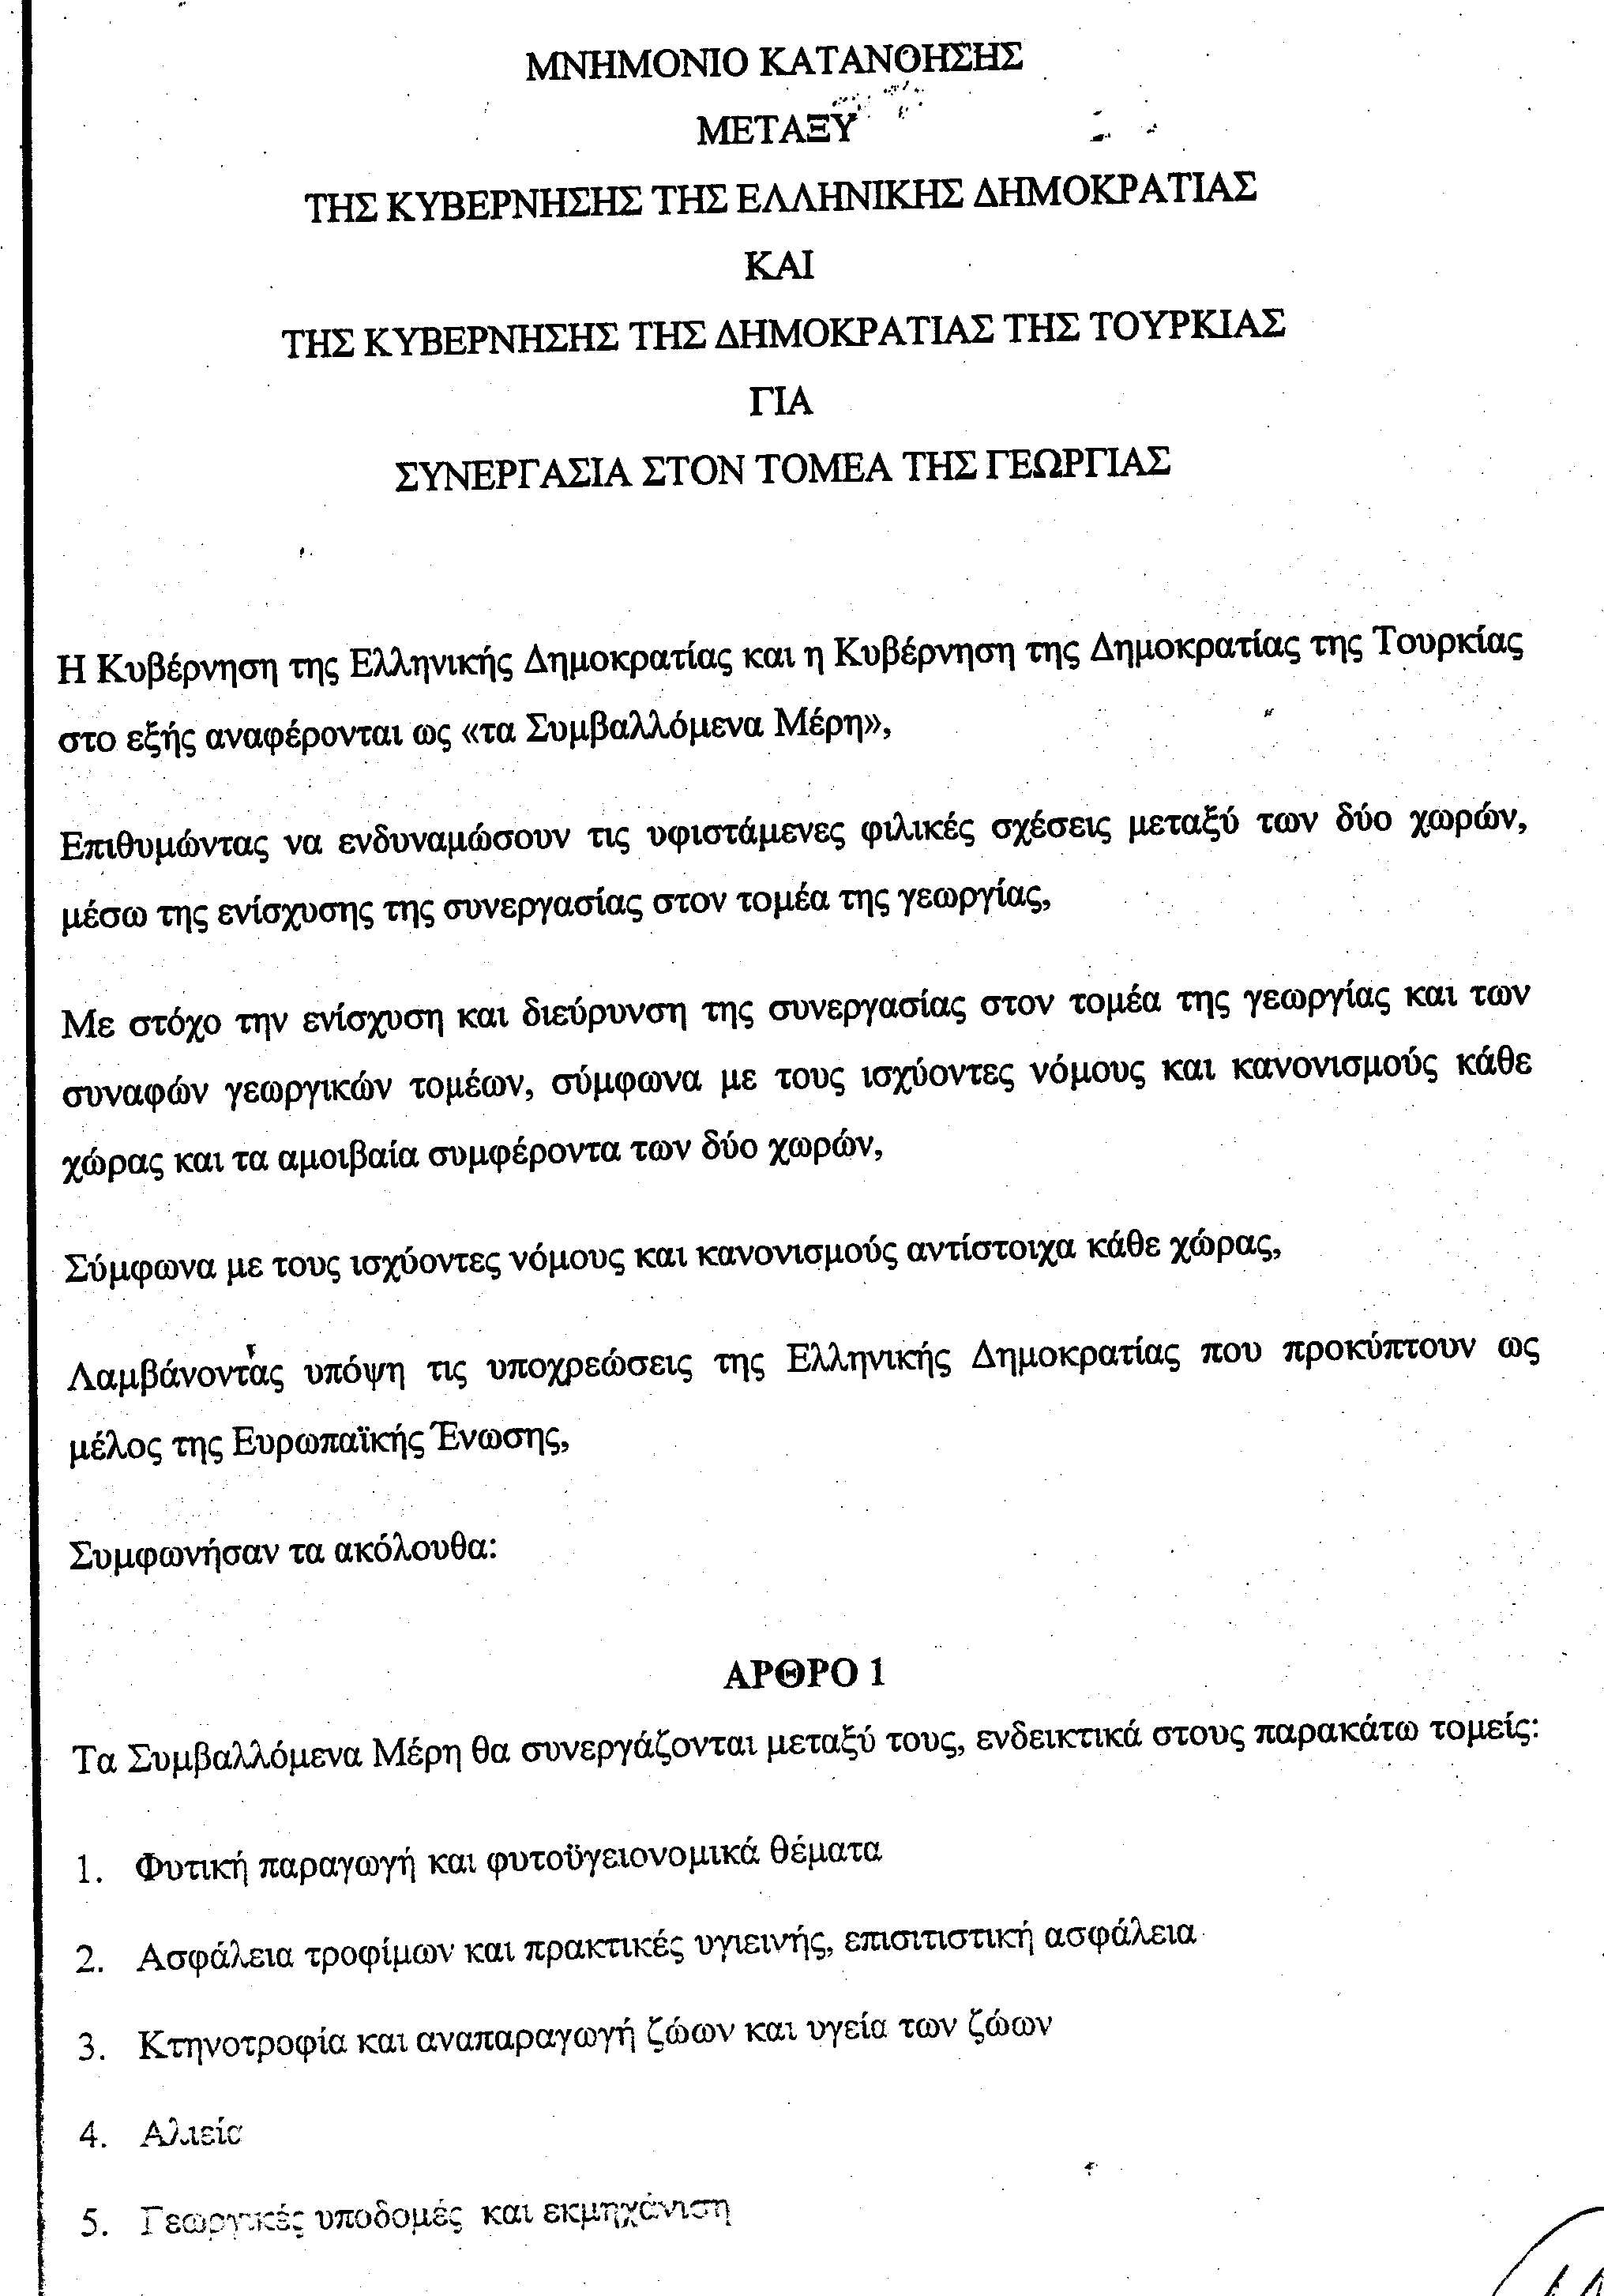 ΜΝΗΜΟΝΙΟ ΚΑΤΑΝΟΗΣΗΣ
ΜΕΤΑΞΥ
ΤΗΣ ΚΥΒΕΡΝΗΣΗΣ ΤΗΣ ΕΛΛΗΝΙΚΗΣ ΔΗΜΟΚΡΑΤΙΑΣ
ΚΑΙ
ΤΗΣ ΚΥΒΕΡΝΗΣΗΣ ΤΗΣ ΔΗΜΟΚΡΑΤΙΑΣ ΤΗΣ ΤΟΥΡΚΙΑΣ
ΓΙΑ
ΣΥΝΕΡΓΑΣΙΑ ΣΤΟΝ ΤΟΜΕΑ ΤΗΣ ΓΕΩΡΓΙΑΣ
Η Κυβέρνηση της Ελληνικής Δημοκρατίας και η Κυβέρνηση της Δημοκρατίας της Τουρκίας
στο εξής αναφέρονται ως «τα Συμβαλλόμενα Μέρη»,
Επιθυμώντας να ενδυναμώσουν τις υφιστάμενες φιλικές σχέσεις μεταξύ των δύο χωρών,
μέσω της ενίσχυσης της συνεργασίας στον τομέα της γεωργίας,
Με στόχο την ενίσχυση και διεύρυνση της συνεργασίας στον τομέα της γεωργίας και των
συναφών γεωργικών τομέων, σύμφωνα με τους ισχύοντες νόμους και κανονισμούς κάθε
χώρας και τα αμοιβαία συμφέροντα των δύο χωρών,
Σύμφωνα με τους ισχύοντες νόμους και κανονισμούς αντίστοιχα κάθε χώρας,
Λαμβάνοντας υπόψη τις υποχρεώσεις της Ελληνικής Δημοκρατίας που προκύπτουν ως
μέλος της Ευρωπαϊκής Ένωσης,
Συμφωνήσαν τα ακόλουθα:
ΑΡΘΡΟ 1
Τα Συμβαλλόμενα Μέρη θα συνεργάζονται μεταξύ τους, ενδεικτικά στους παρακάτω τομείς:
1. Φυτική παραγωγή και φυτοϋγειονομικά θέματα
2. Ασφάλεια τροφίμων και πρακτικές υγιεινής, επισιτιστική ασφάλεια
3. Κτηνοτροφία και αναπαραγωγή ζώων και υγεία των ζώων
4. Αλιεία
5. Γεωργικές υποδομές και εκμηχάνιση